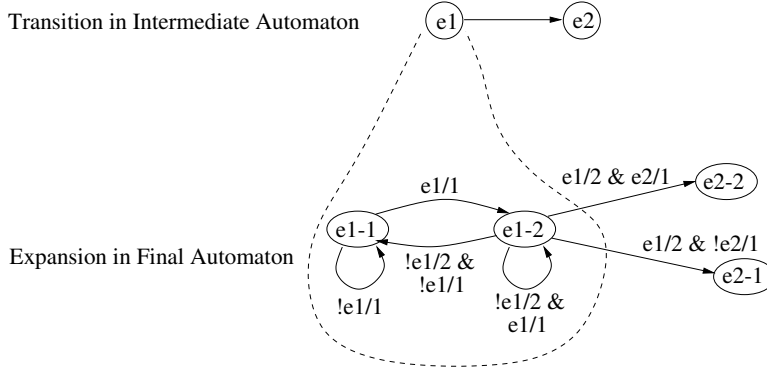 Transition in Intermediate Automaton
e1
e2
e1/2 & e2/1
e2-2
e1/1
e1-1
e1-2
e1/2 & !e2/1
Expansion in Final Automaton
!e1/2 &
!e1/1
e2-1
!e1/1
!e1/2 &
e1/1